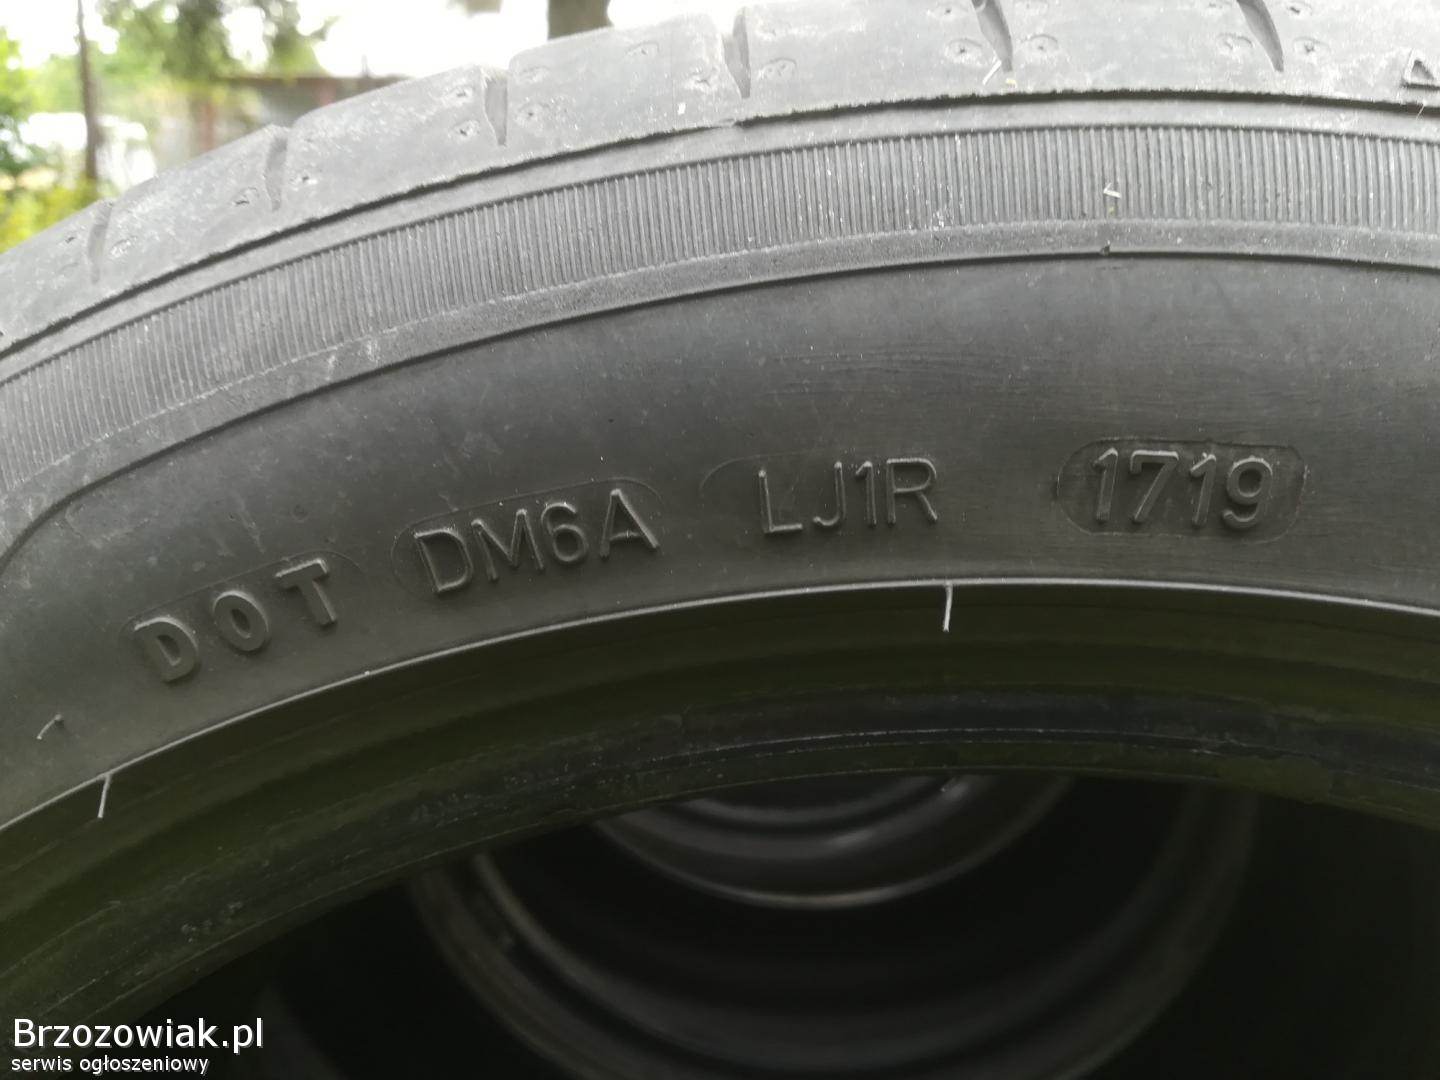 DOT DM6A LJ1R 1719
Brzozowiak.pl
serwis ogłoszeniowy